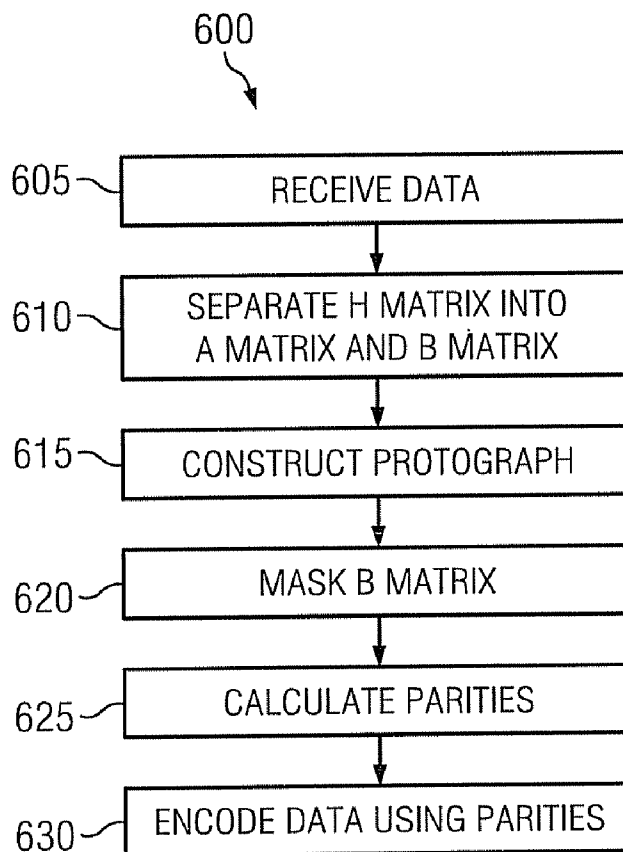 600
605
RECEIVE DATA
610
SEPARATE H MATRIX INTO
A MATRIX AND B MATRIX
615
CONSTRUCT PROTOGRAPH
620
MASK B MATRIX
625
CALCULATE PARITIES
630
ENCODE DATA USING PARITIES